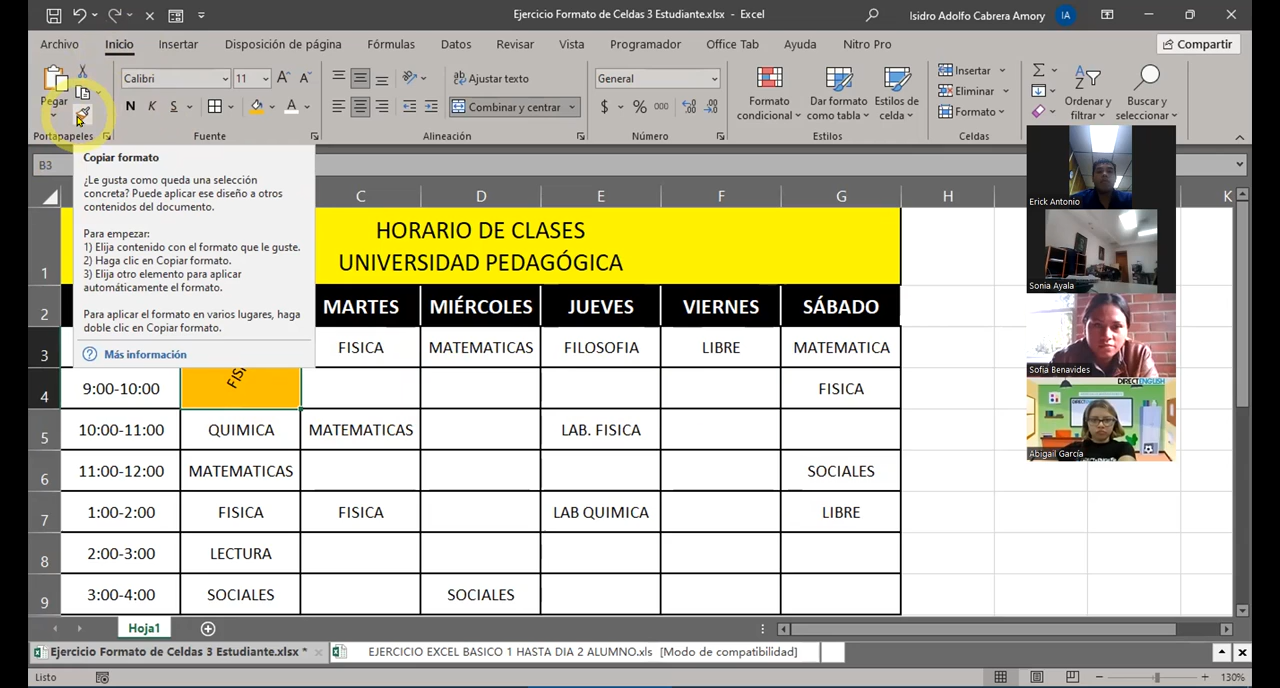 Ejercicio Formato de Celdas 3 Estudiante.xlsx - Excel
Isidro Adolfo Cabrera Amory
IA
Archivo Inicio Insertar Disposición de página Fórmulas Datos Revisar Vista Programador Office Tab Ayuda Nitro Pro
Compartir
Pegar
Portapapeles
Calibri 11
N K S
Fuente
Ajustar texto
Combinar y centrar
Alineación
General
$ % 000
Número
Formato condicional
Dar formato como tabla
Estilos de celda
Estilos
Insertar
Eliminar
Formato
Celdas
Ordenar y filtrar
Buscar y seleccionar
B3
Copiar formato
¿Le gusta como queda una selección
concreta? Puede aplicar ese diseño a otros
contenidos del documento.
Para empezar:
1) Elija contenido con el formato que le guste.
2) Haga clic en Copiar formato.
3) Elija otro elemento para aplicar
automáticamente el formato.
Para aplicar el formato en varios lugares, haga
doble clic en Copiar formato.
Más información
C D E F G H K
1 HORARIO DE CLASES
UNIVERSIDAD PEDAGÓGICA
2 MARTES MIÉRCOLES JUEVES VIERNES SÁBADO
3 FISICA MATEMATICAS FILOSOFIA LIBRE MATEMATICA
4 9:00-10:00 FISICA
5 10:00-11:00 QUIMICA MATEMATICAS LAB. FISICA
6 11:00-12:00 MATEMATICAS SOCIALES
7 1:00-2:00 FISICA FISICA LAB QUIMICA LIBRE
8 2:00-3:00 LECTURA
9 3:00-4:00 SOCIALES SOCIALES
Erick Antonio
Sonia Ayala
Sofia Benavides
DIRECT ENGLISH
Abigail García
Hoja1
Ejercicio Formato de Celdas 3 Estudiante.xlsx *
EJERCICIO EXCEL BASICO 1 HASTA DIA 2 ALUMNO.xls [Modo de compatibilidad]
Listo
130%